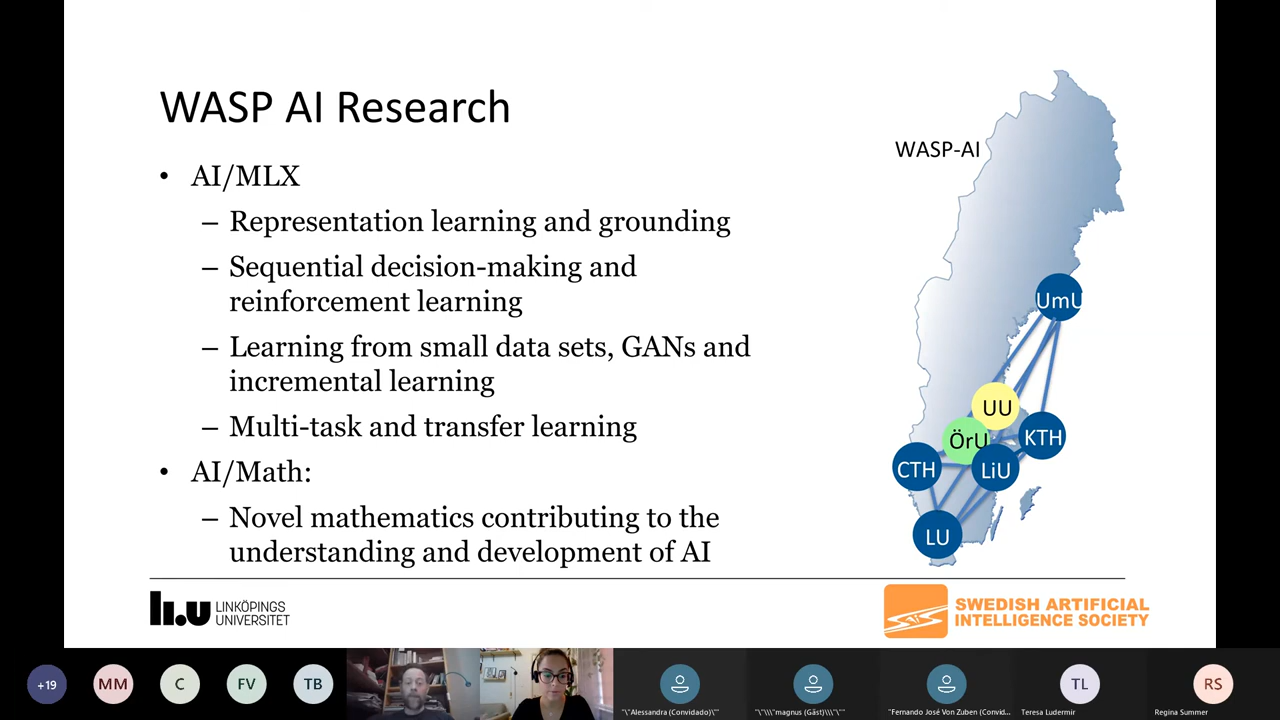 WASP AI Research
• AI/MLX
– Representation learning and grounding
– Sequential decision-making and
reinforcement learning
– Learning from small data sets, GANs and
incremental learning
– Multi-task and transfer learning
• AI/Math:
– Novel mathematics contributing to the
understanding and development of AI
WASP-AI
UmU
UU
ÖrU
KTH
CTH
LiU
LU
li.u LINKÖPINGS
UNIVERSITET
SWEDISH ARTIFICIAL
INTELLIGENCE SOCIETY
+19
MM
C
FV
TB
TL
RS
"\"Alessandra (Convidado)\""
"\"\\\"magnus (Gäst)\\\"\""
"Fernando José Von Zuben (Convid...
Teresa Ludermir
Regina Summer